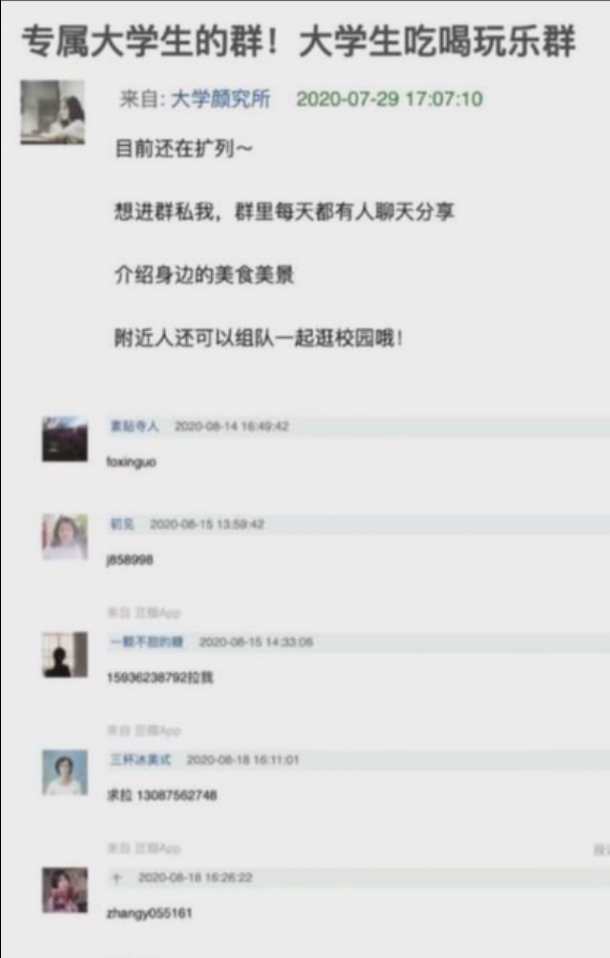 专属大学生的群！大学生吃喝玩乐群
来自: 大学颜究所 2020-07-29 17:07:10
目前还在扩列～
想进群私我，群里每天都有人聊天分享
介绍身边的美食美景
附近人还可以组队一起逛校园哦！
2020-08-14 16:49:42
foxinguo
初见 2020-08-15 13:59:42
j858998
来自 豆瓣App
一颗不甜的糖 2020-08-15 14:33:06
15936238792拉我
来自 豆瓣App
三杯冰美式 2020-08-18 16:11:01
求拉 13087562748
来自 豆瓣App
十 2020-08-18 16:26:22
zhangy055161